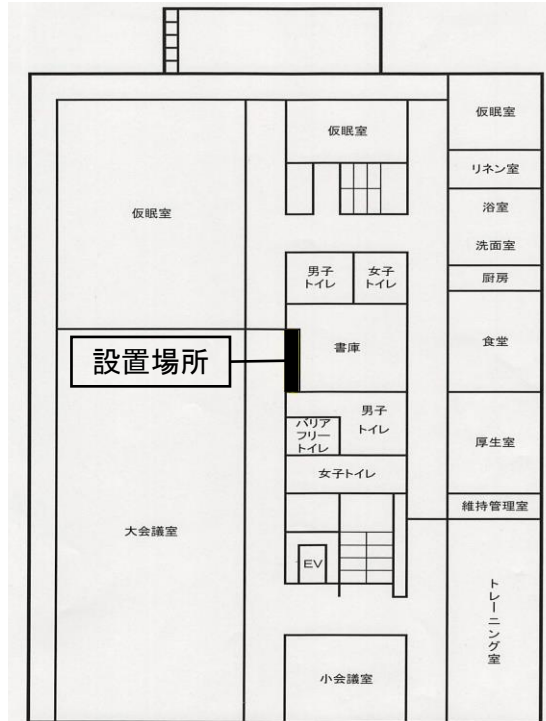 仮眠室
仮眠室
リネン室
浴室
仮眠室
洗面室
男子
トイレ
女子
トイレ
厨房
書庫
食堂
設置場所
男子
トイレ
バリア
フリー
トイレ
厚生室
女子トイレ
維持管理室
大会議室
EV
トレーニング室
小会議室